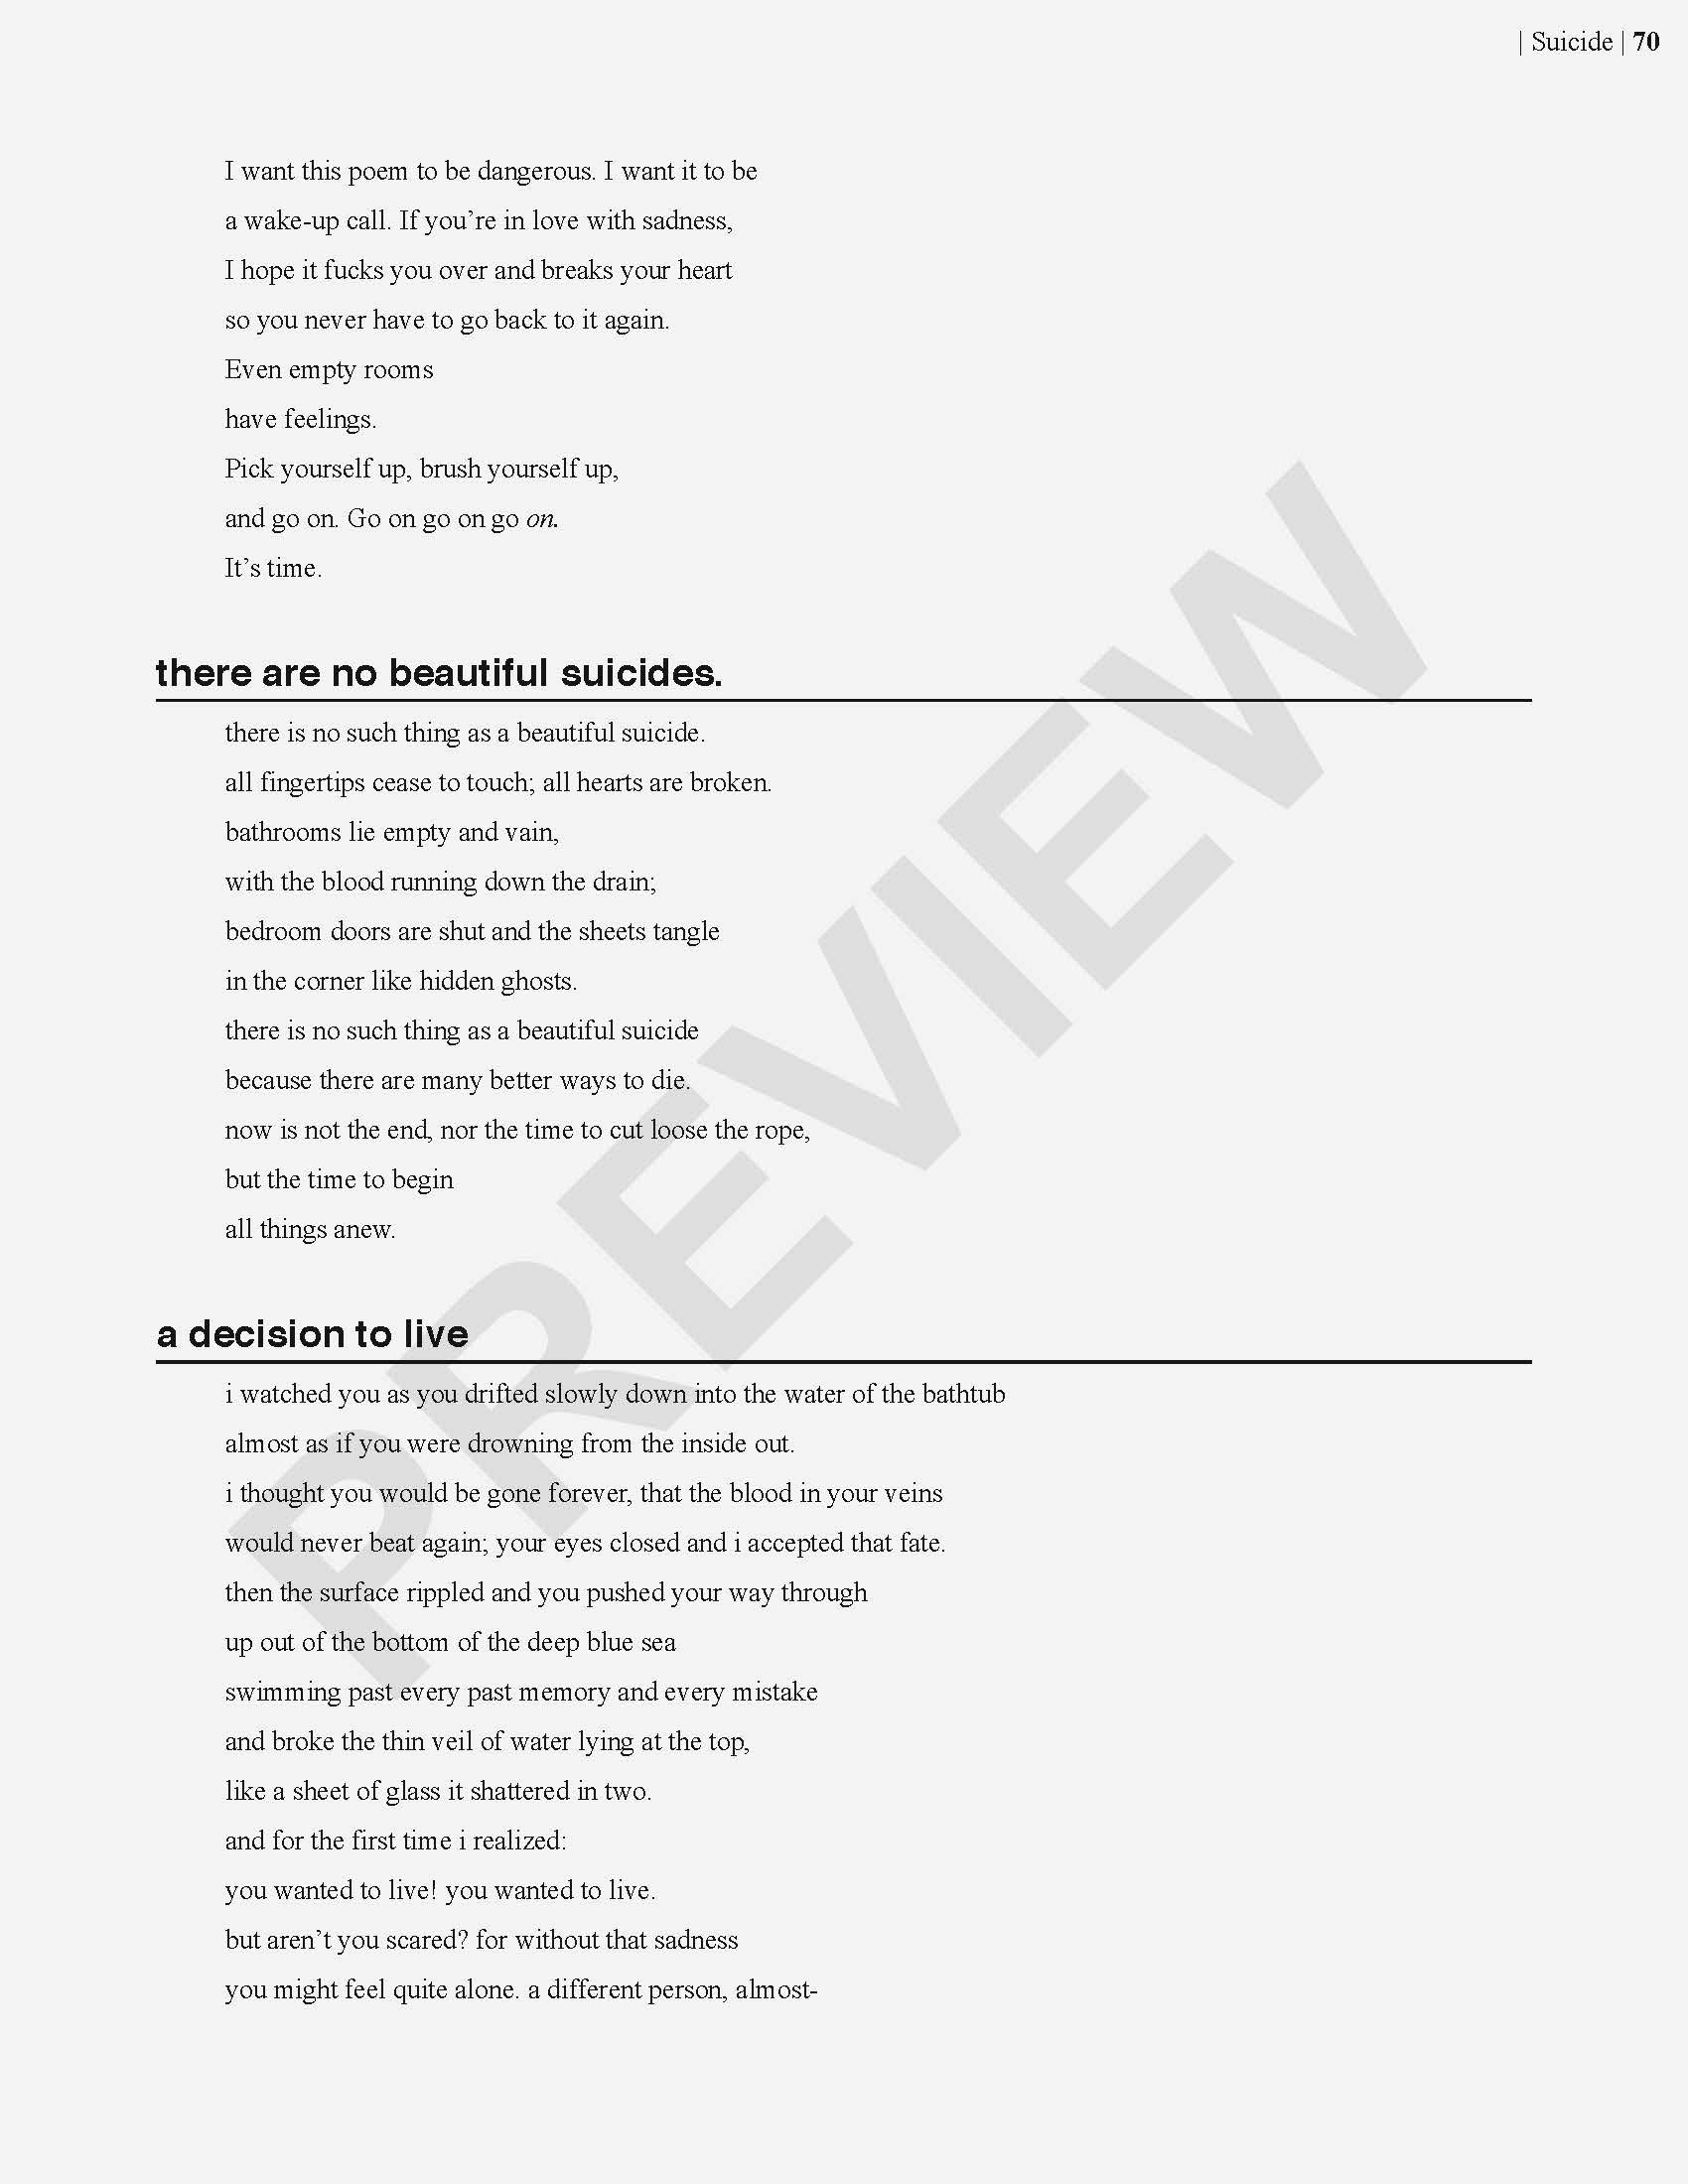 | Suicide | 70
I want this poem to be dangerous. I want it to be
a wake-up call. If you’re in love with sadness,
I hope it fucks you over and breaks your heart
so you never have to go back to it again.
Even empty rooms
have feelings.
Pick yourself up, brush yourself up,
and go on. Go on go on go on.
It’s time.
there are no beautiful suicides.
there is no such thing as a beautiful suicide.
all fingertips cease to touch; all hearts are broken.
bathrooms lie empty and vain,
with the blood running down the drain;
bedroom doors are shut and the sheets tangle
in the corner like hidden ghosts.
there is no such thing as a beautiful suicide
because there are many better ways to die.
now is not the end, nor the time to cut loose the rope,
but the time to begin
all things anew.
a decision to live
i watched you as you drifted slowly down into the water of the bathtub
almost as if you were drowning from the inside out.
i thought you would be gone forever, that the blood in your veins
would never beat again; your eyes closed and i accepted that fate.
then the surface rippled and you pushed your way through
up out of the bottom of the deep blue sea
swimming past every past memory and every mistake
and broke the thin veil of water lying at the top,
like a sheet of glass it shattered in two.
and for the first time i realized:
you wanted to live! you wanted to live.
but aren’t you scared? for without that sadness
you might feel quite alone. a different person, almost-
PREVIEW